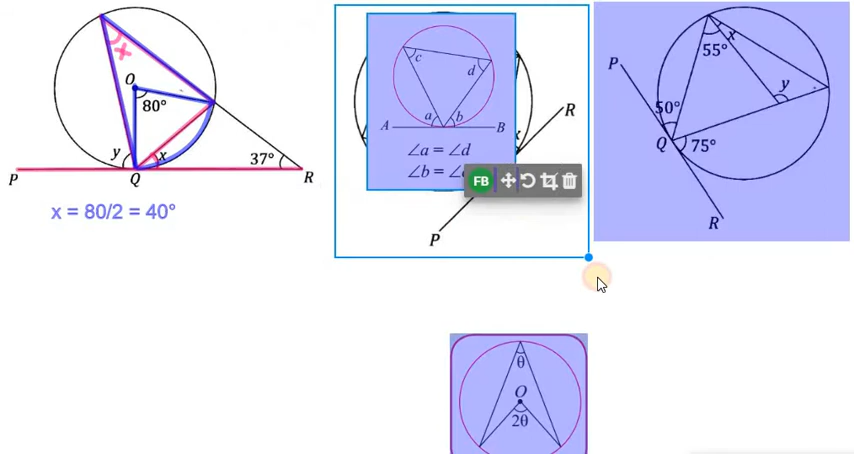 O
80°
y
x
37°
P
Q
R
x
x = 80/2 = 40°
c
d
a
b
A
B
∠a = ∠d
∠b = ∠
FB
R
x
P
P
55°
x
y
50°
Q
75°
R
θ
O
2θ